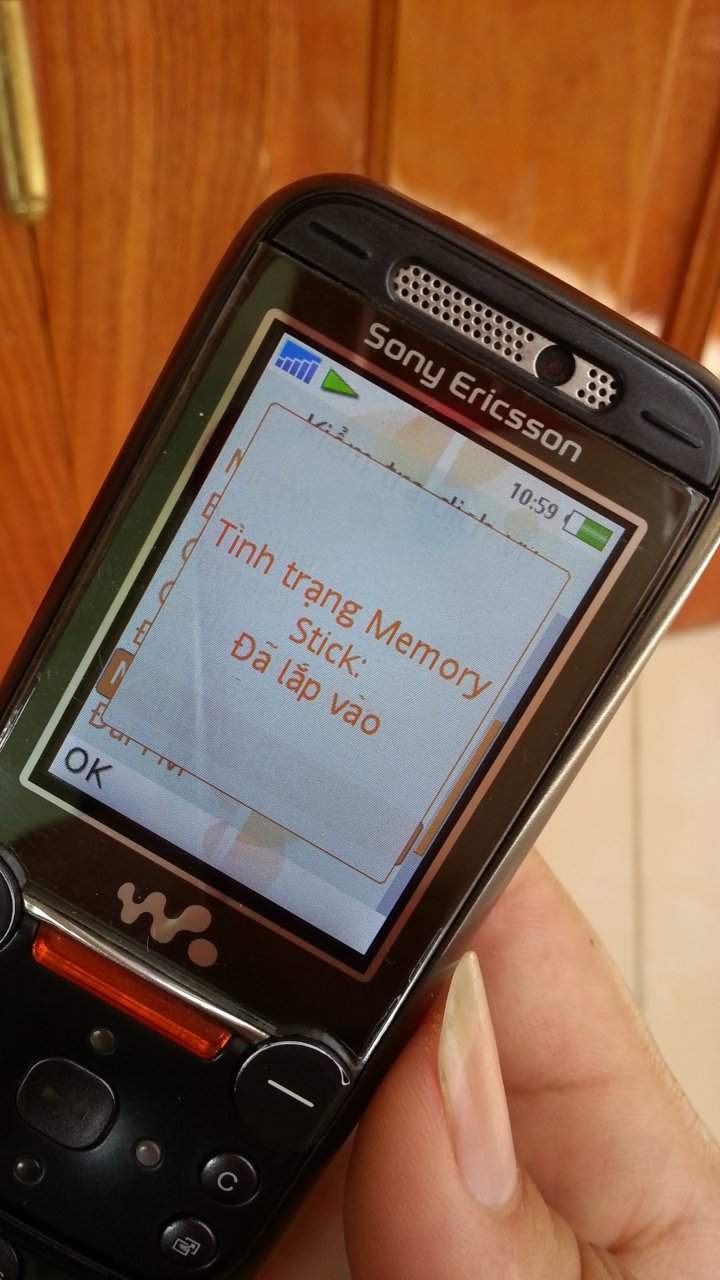 Sony Ericsson
10:59
Tình trạng Memory
Stick:
Đã lắp vào
OK
C